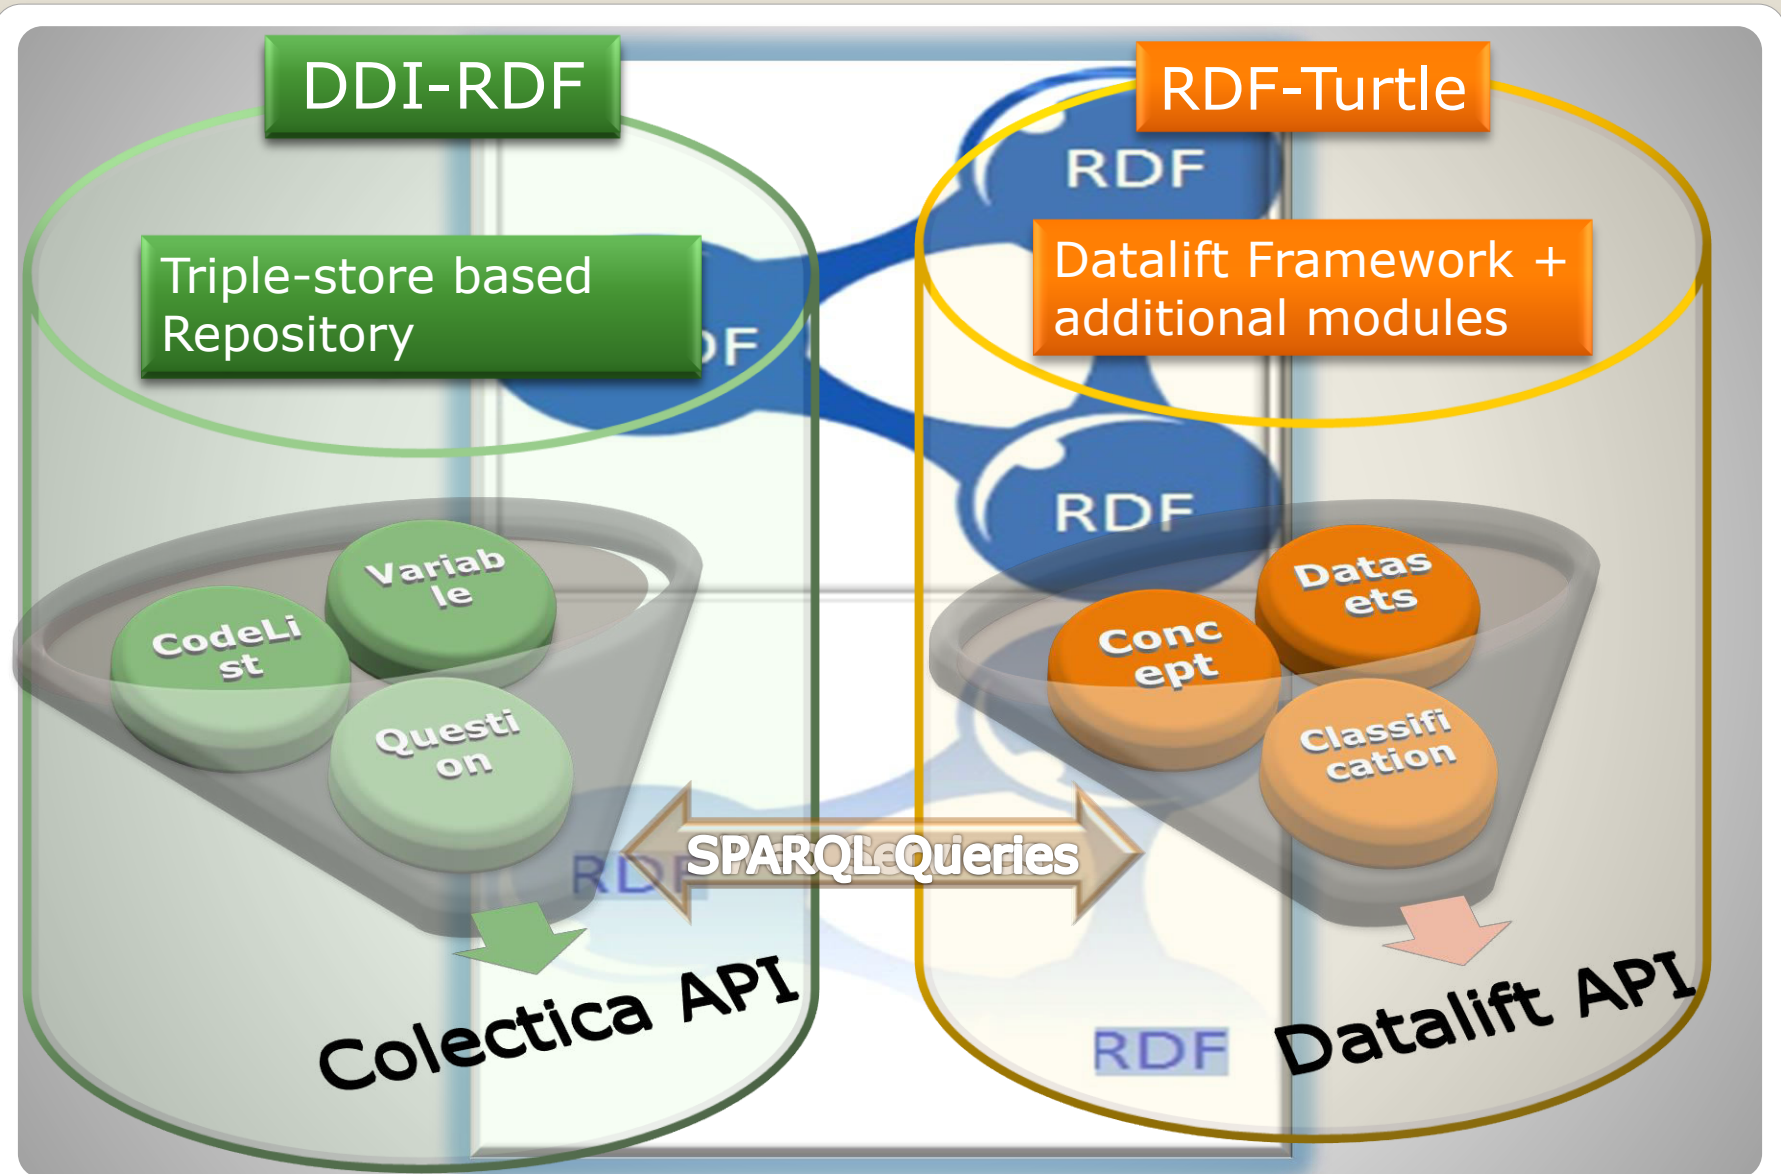 DDI-RDF
RDF-Turtle
RDF
Triple-store based
Repository
Datalift Framework +
additional modules
DF
RDF
Variab
le
CodeLi
st
Questi
on
Datas
ets
Conc
ept
Classifi
cation
SPARQL Queries
RDF
Colectica API
Datalift API
RDF